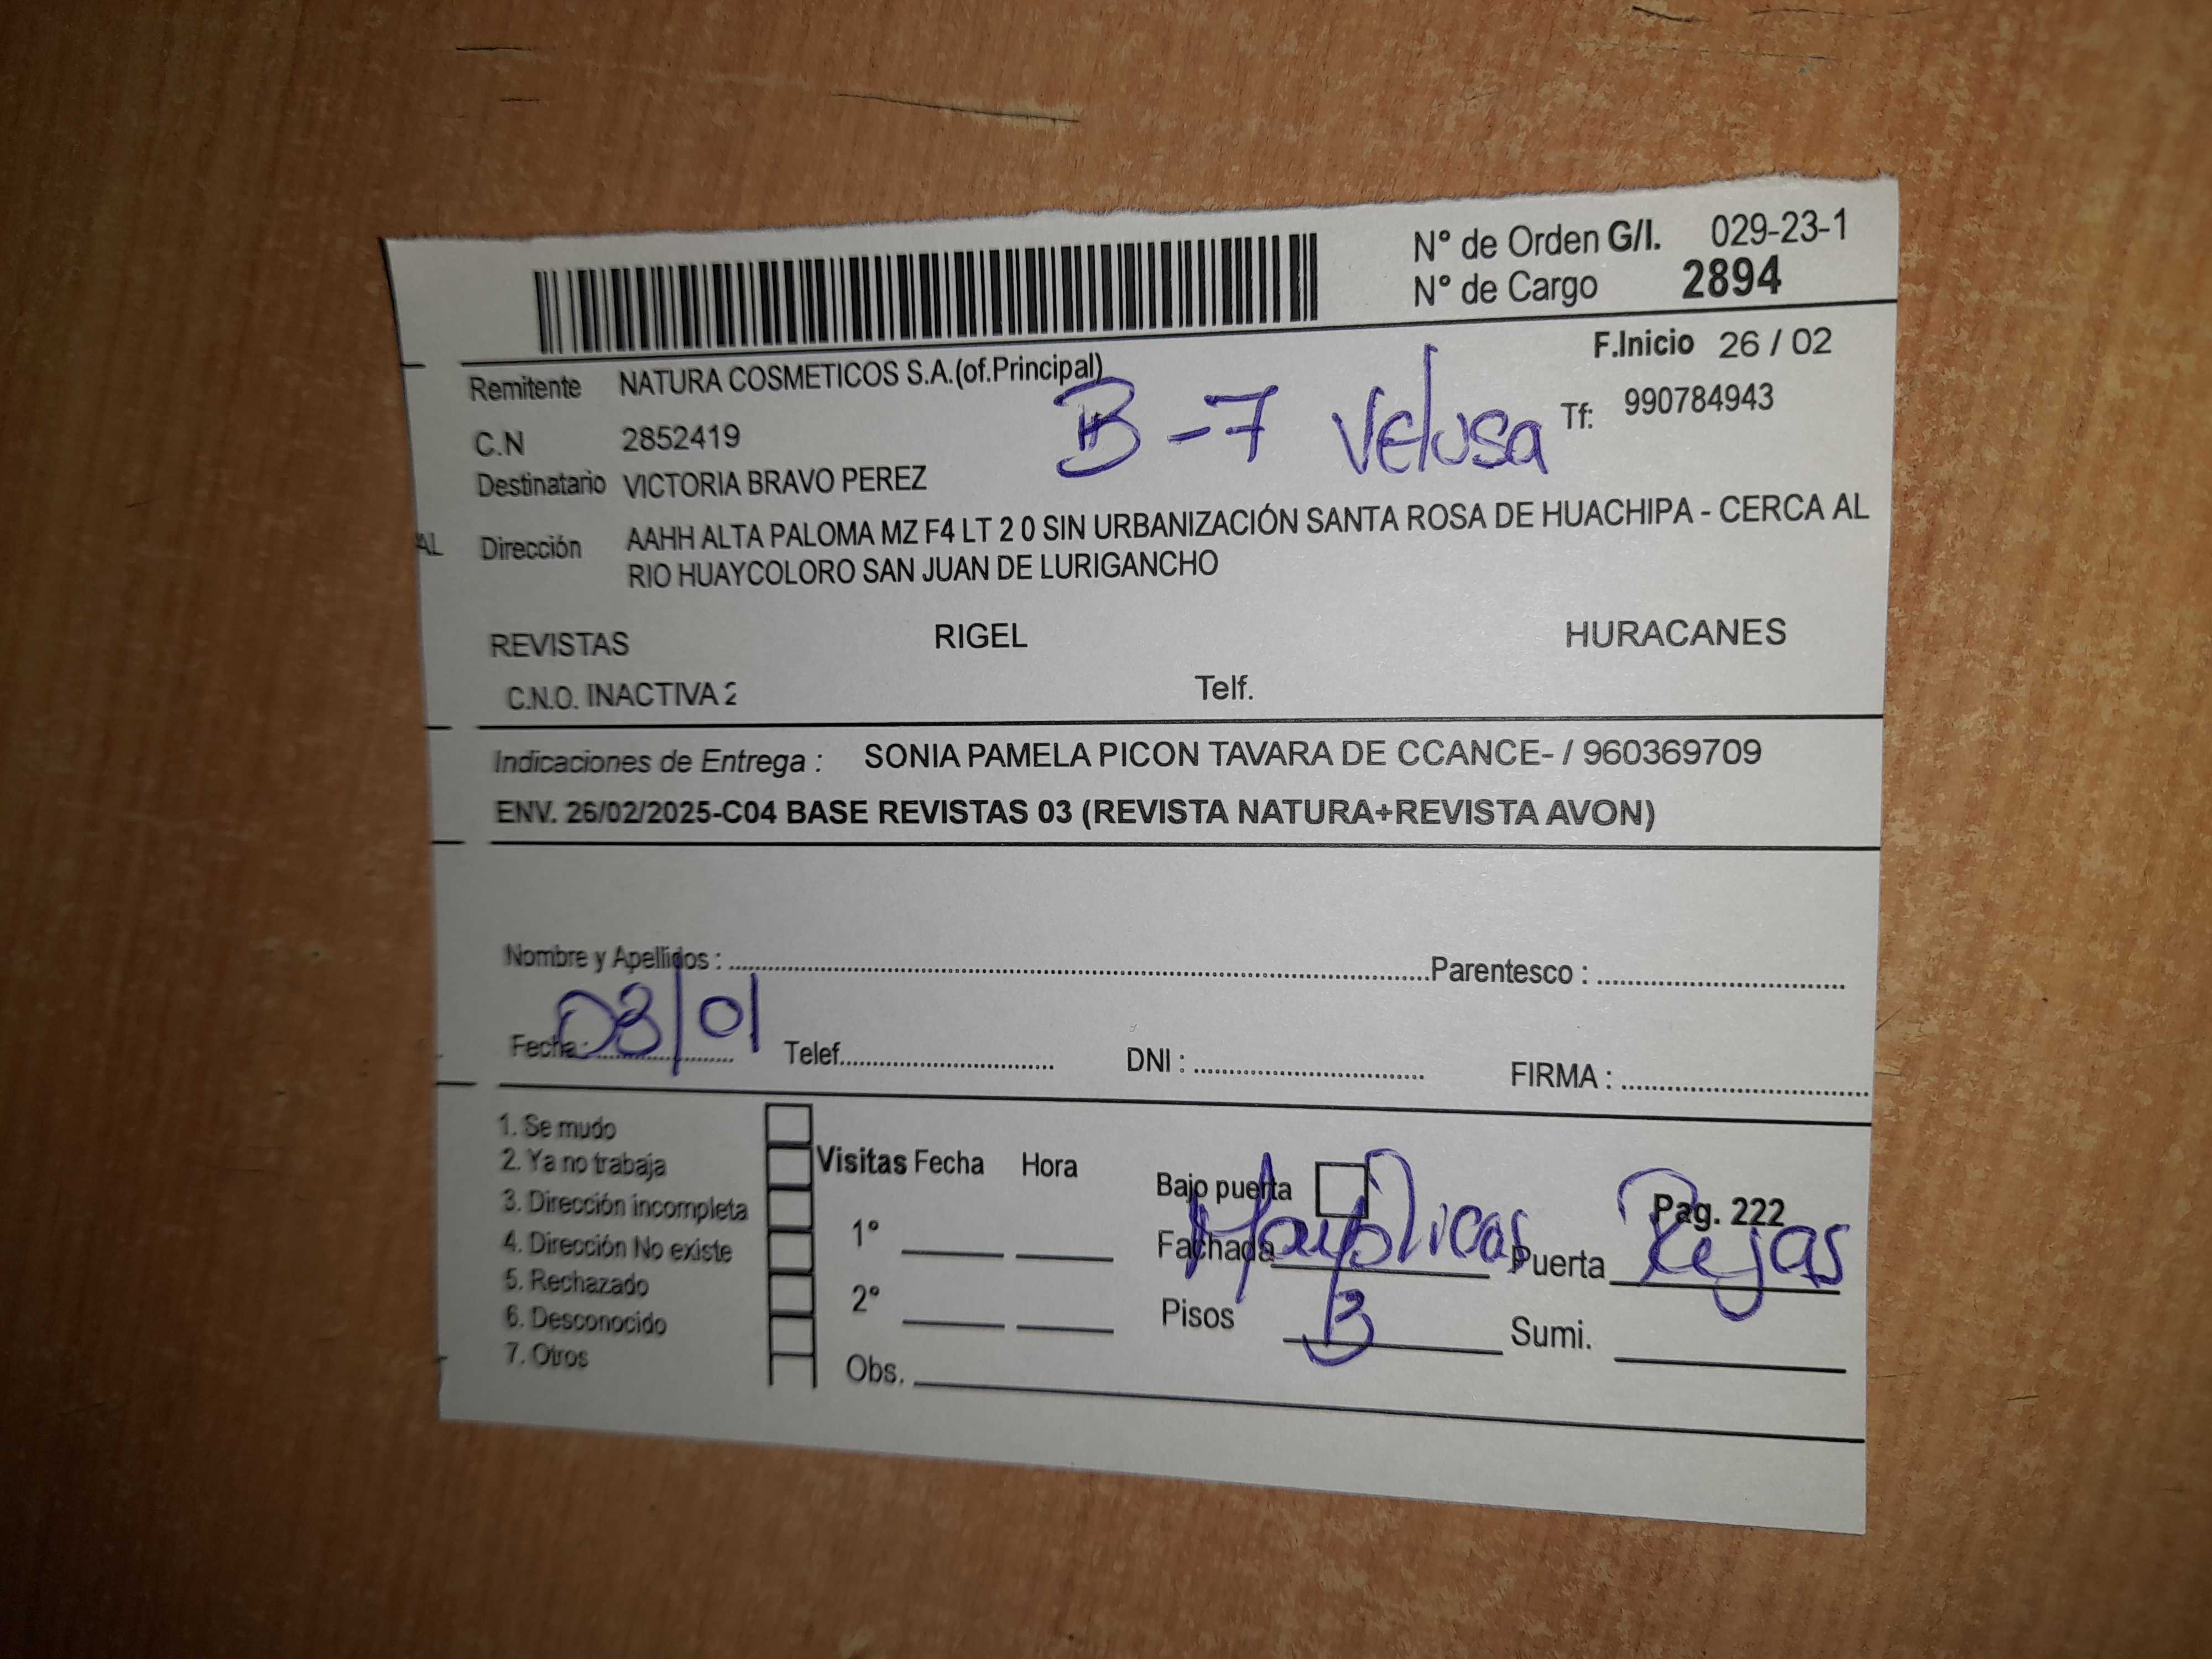 N° de Orden G/I. 029-23-1
N° de Cargo 2894
F.Inicio 26 / 02
Remitente NATURA COSMETICOS S.A.(of.Principal)
B-7 Velusa Tf: 990784943
C.N 2852419
Destinatario VICTORIA BRAVO PEREZ
AL Dirección AAHH ALTA PALOMA MZ F4 LT 2 0 SIN URBANIZACIÓN SANTA ROSA DE HUACHIPA - CERCA AL
RIO HUAYCOLORO SAN JUAN DE LURIGANCHO
REVISTAS RIGEL HURACANES
C.N.O. INACTIVA 2 Telf.
Indicaciones de Entrega : SONIA PAMELA PICON TAVARA DE CCANCE- / 960369709
ENV. 26/02/2025-C04 BASE REVISTAS 03 (REVISTA NATURA+REVISTA AVON)
Nombre y Apellidos : Parentesco :
Fecha: 03/01 Telef. DNI : FIRMA :
1. Se mudo
2. Ya no trabaja
3. Dirección incompleta
4. Dirección No existe
5. Rechazado
6. Desconocido
7. Otros
Visitas Fecha Hora
1°
2°
Obs.
Bajo puerta
Pag. 222
Fachada Puerta Rejas
Pisos 3 Sumi.